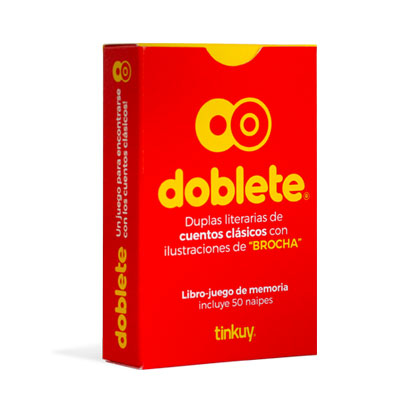 doblete®
Duplas literarias de
cuentos clásicos con
ilustraciones de "BROCHA"
Libro-juego de memoria
incluye 50 naipes
tinkuy.
doblete
Un juego para encontrarse
con los cuentos clásicos!